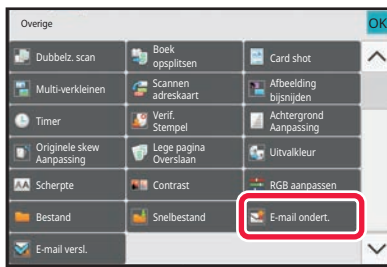 Overige
OK
Dubbelz. scan
Boek
opsplitsen
Card shot
Multi-verkleinen
Scannen
adreskaart
Afbeelding
bijsnijden
Timer
Verif.
Stempel
Achtergrond
Aanpassing
Originele skew
Aanpassing
Lege pagina
Overslaan
Uitvalkleur
AA Scherpte
Contrast
RGB aanpassen
Bestand
Snelbestand
E-mail ondert.
E-mail versl.